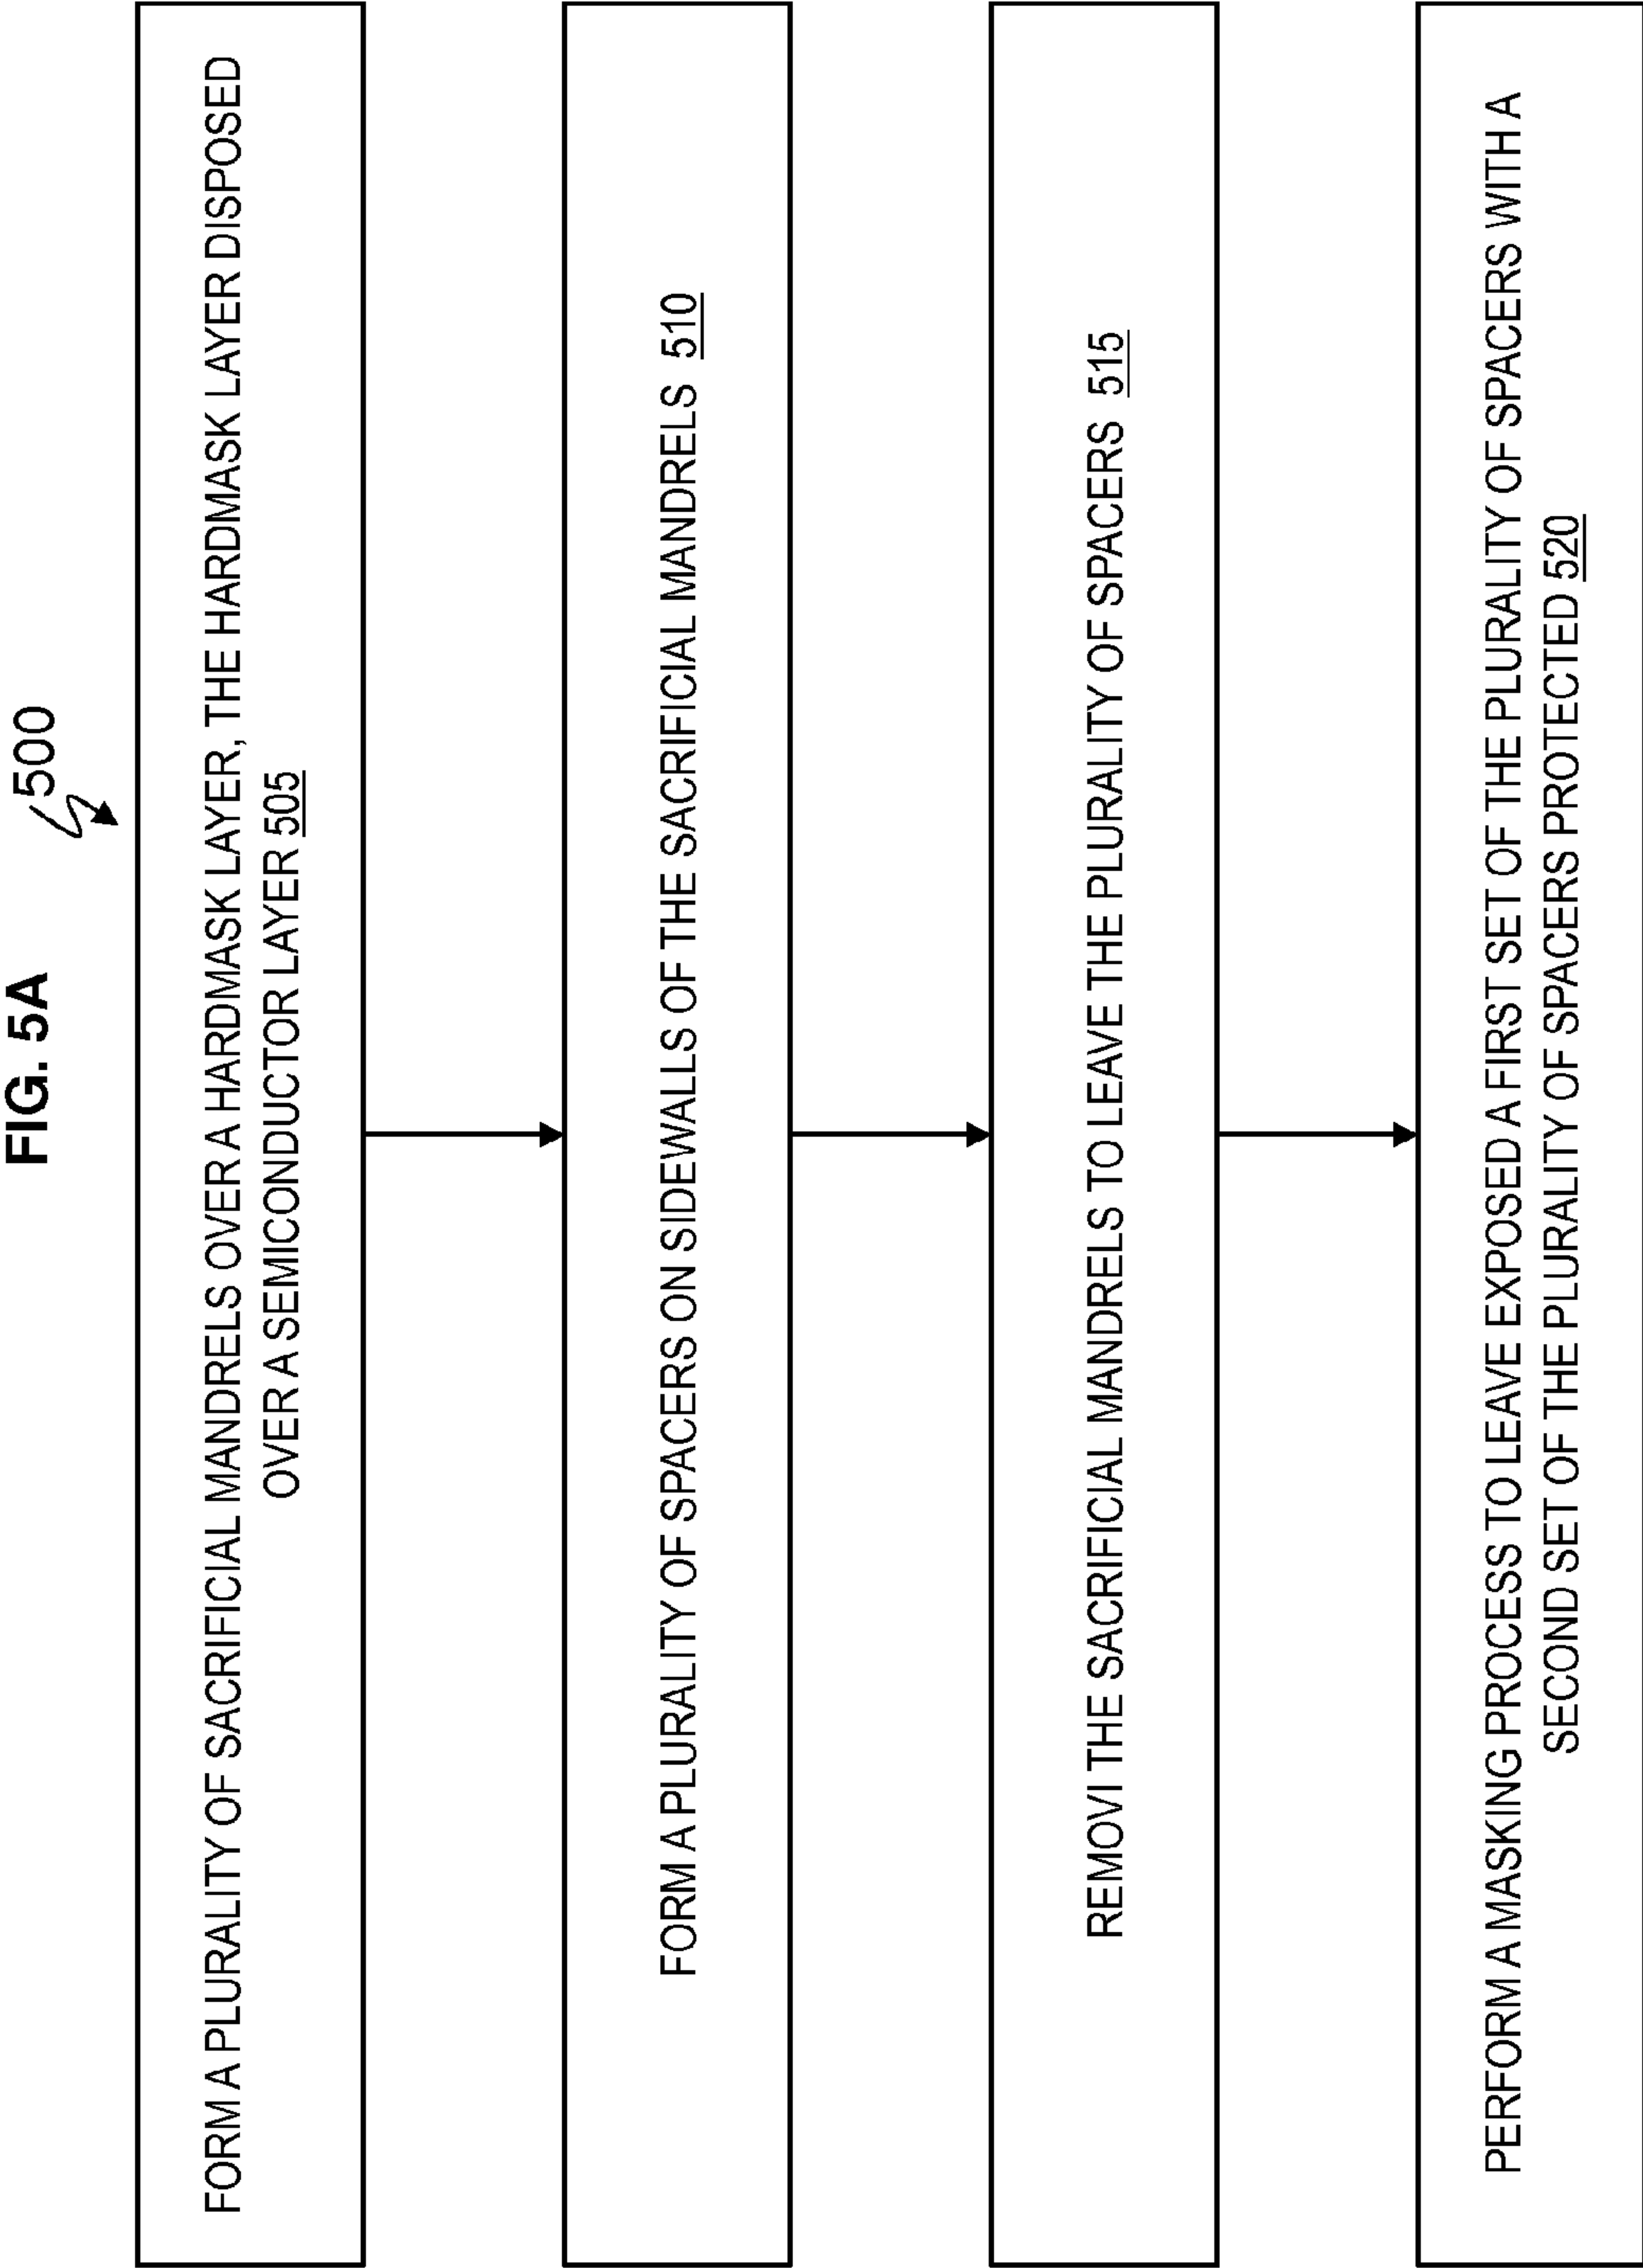 FIG. 5A
500
FORM A PLURALITY OF SACRIFICIAL MANDRELS OVER A HARDMASK LAYER, THE HARDMASK LAYER DISPOSED
OVER A SEMICONDUCTOR LAYER 505
FORM A PLURALITY OF SPACERS ON SIDEWALLS OF THE SACRIFICIAL MANDRELS 510
REMOVI THE SACRIFICIAL MANDRELS TO LEAVE THE PLURALITY OF SPACERS 515
PERFORM A MASKING PROCESS TO LEAVE EXPOSED A FIRST SET OF THE PLURALITY OF SPACERS WITH A
SECOND SET OF THE PLURALITY OF SPACERS PROTECTED 520